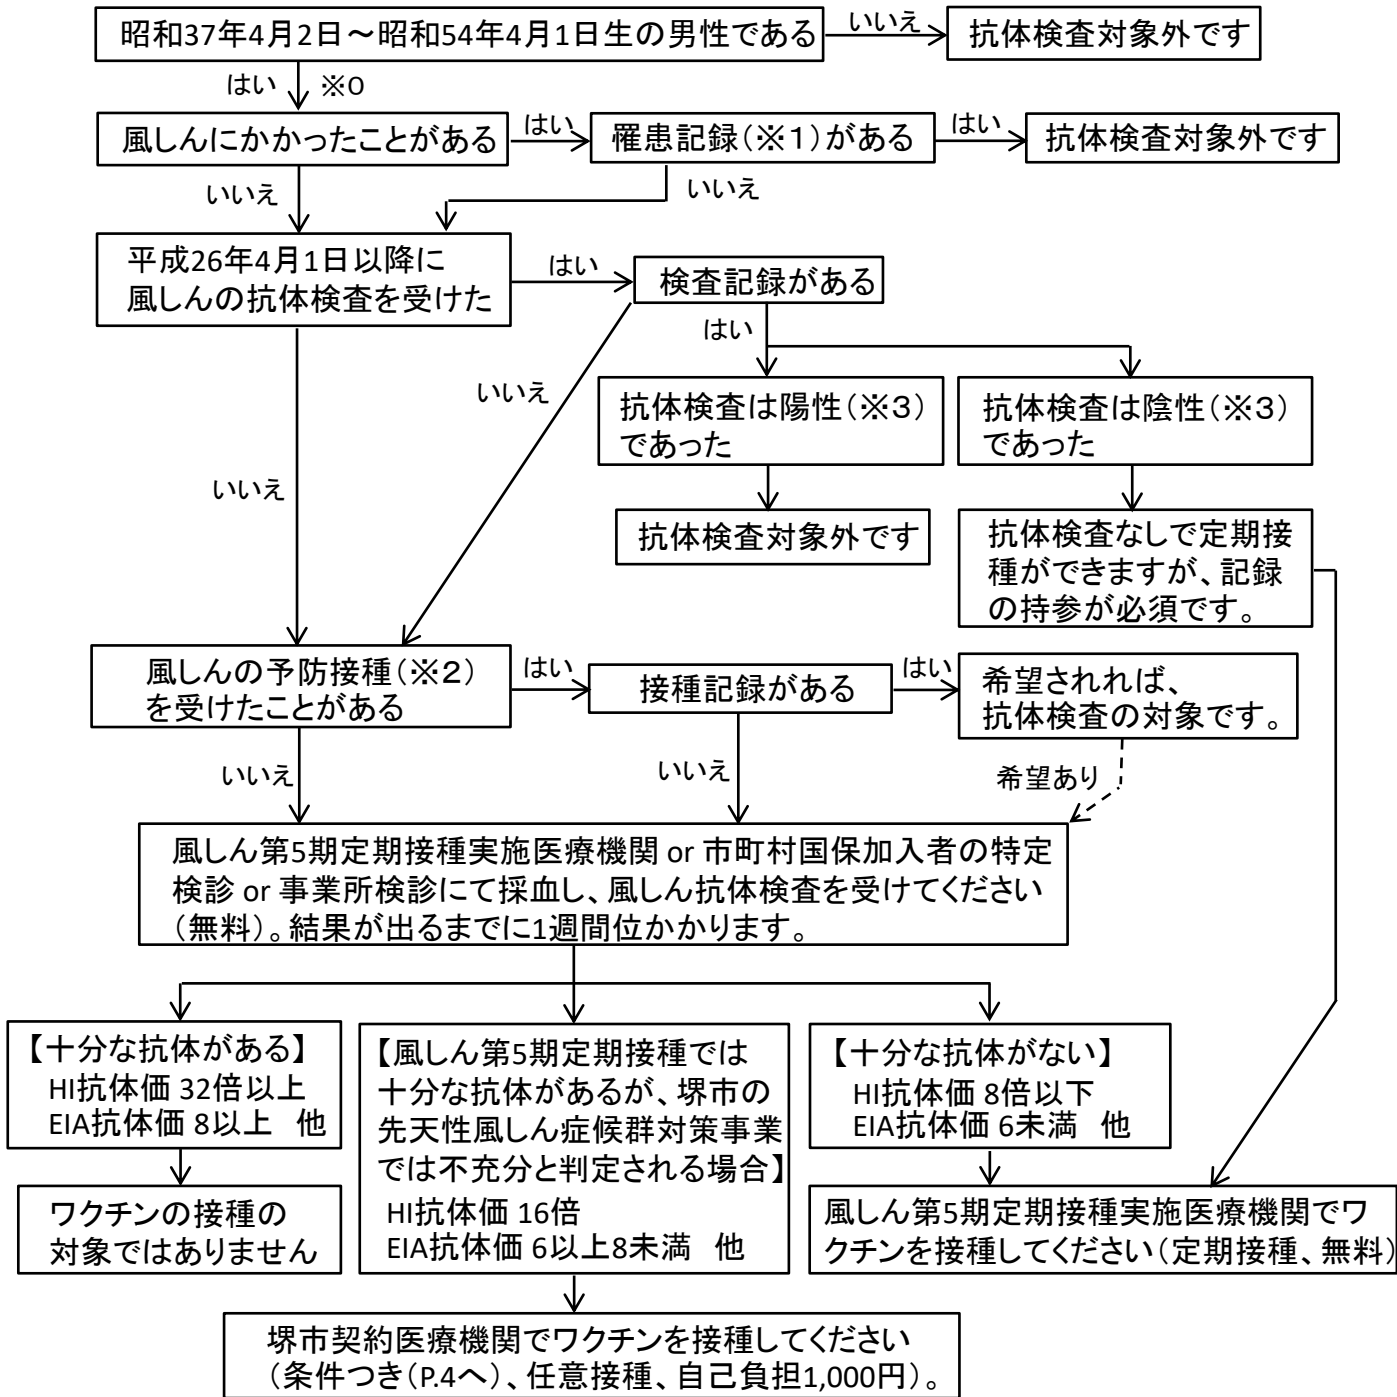 昭和37年4月2日～昭和54年4月1日生の男性である
いいえ
抗体検査対象外です
はい ※0
風しんにかかったことがある
はい
罹患記録(※1)がある
はい
抗体検査対象外です
いいえ
いいえ
平成26年4月1日以降に
風しんの抗体検査を受けた
はい
検査記録がある
はい
いいえ
抗体検査は陽性(※3)
であった
抗体検査は陰性(※3)
であった
いいえ
抗体検査対象外です
抗体検査なしで定期接
種ができますが、記録
の持参が必須です。
風しんの予防接種(※2)
を受けたことがある
はい
接種記録がある
はい
希望されれば、
抗体検査の対象です。
いいえ
いいえ
希望あり
風しん第5期定期接種実施医療機関 or 市町村国保加入者の特定
検診 or 事業所検診にて採血し、風しん抗体検査を受けてください
(無料)。結果が出るまでに1週間位かかります。
【十分な抗体がある】
HI抗体価 32倍以上
EIA抗体価 8以上 他
【風しん第5期定期接種では
十分な抗体があるが、堺市の
先天性風しん症候群対策事業
では不充分と判定される場合】
HI抗体価 16倍
EIA抗体価 6以上8未満 他
【十分な抗体がない】
HI抗体価 8倍以下
EIA抗体価 6未満 他
ワクチンの接種の
対象ではありません
風しん第5期定期接種実施医療機関でワ
クチンを接種してください(定期接種、無料)
堺市契約医療機関でワクチンを接種してください
(条件つき(P.4へ)、任意接種、自己負担1,000円)。